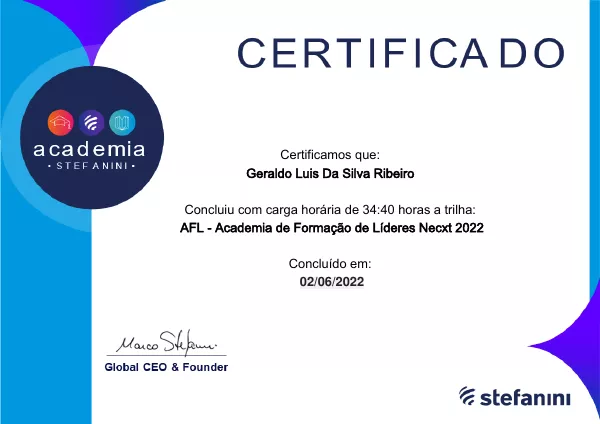 CERTIFICADO
academia
• STEFANINI •
Certificamos que:
Geraldo Luis Da Silva Ribeiro
Concluiu com carga horária de 34:40 horas a trilha:
AFL - Academia de Formação de Líderes Necxt 2022
Concluído em:
02/06/2022
Marco Stefanini
Global CEO & Founder
stefanini